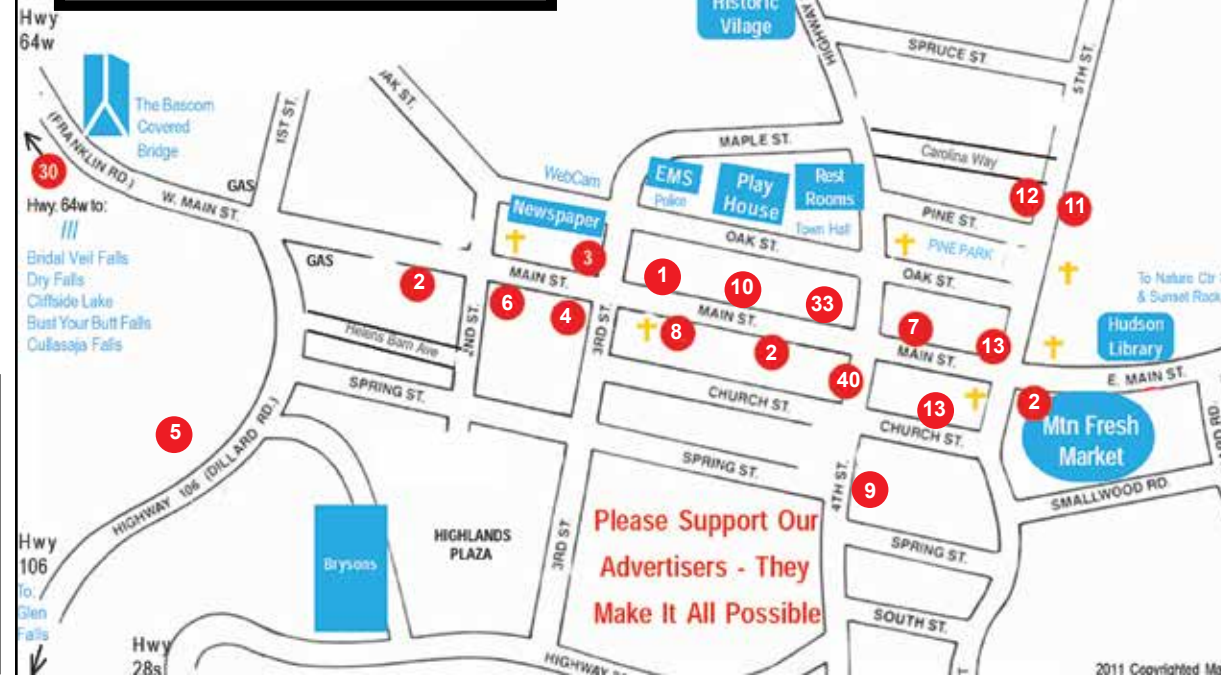 Hwy
64w
Historic
Vilage
HIGHWAY
SPRUCE ST.
5TH ST.
The Bascom
Covered
Bridge
(FRANKLIN RD.)
1ST ST.
MAPLE ST.
Carolina Way
30
GAS
W. MAIN ST.
WebCam
EMS
Police
Play
House
Rest
Rooms
Town Hall
12
11
Hwy. 64w to:
Bridal Veil Falls
Dry Falls
Cliffside Lake
Bust Your Butt Falls
Cullasaja Falls
Newspaper
PINE ST.
PINE PARK
OAK ST.
OAK ST.
GAS
2
3
MAIN ST.
6
4
1
10
33
To Nature Ctr
& Sunset Rock
Hudson
Library
Helens Barn Ave
2ND ST.
3RD ST.
MAIN ST.
8
2
40
7
MAIN ST.
13
E. MAIN ST.
SPRING ST.
CHURCH ST.
13
CHURCH ST.
2
Mtn Fresh
Market
5
HIGHWAY 106 (DILLARD RD.)
SPRING ST.
4TH ST.
9
SMALLWOOD RD.
Hwy
106
To:
Glen
Falls
Brysons
HIGHLANDS
PLAZA
3RD ST
Please Support Our
Advertisers - They
Make It All Possible
SPRING ST.
SOUTH ST.
Hwy
28s
HIGHWAY
2011 Copyrighted